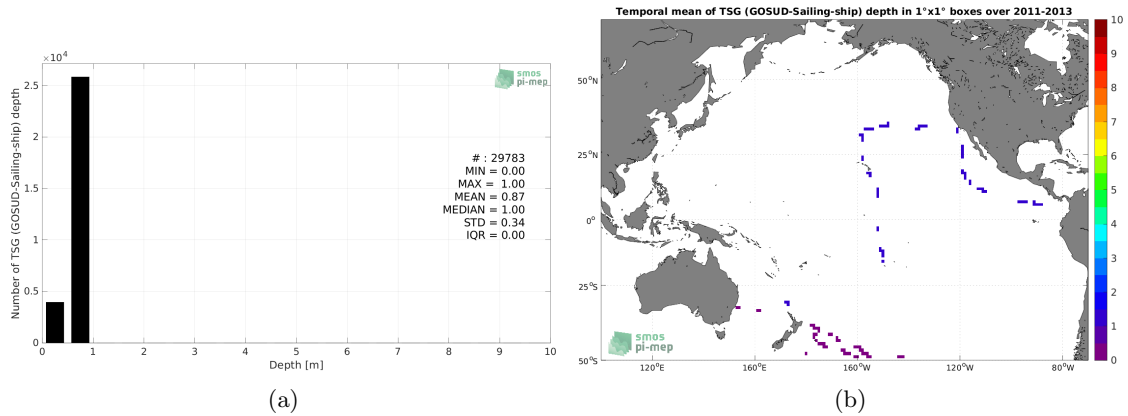 ×10⁴
2.5
2
1.5
1
0.5
0
Number of TSG (GOSUD-Sailing-ship) depth
smos
pi-mep
# : 29783
MIN = 0.00
MAX = 1.00
MEAN = 0.87
MEDIAN = 1.00
STD = 0.34
IQR = 0.00
0 1 2 3 4 5 6 7 8 9 10
Depth [m]
(a)
Temporal mean of TSG (GOSUD-Sailing-ship) depth in 1°x1° boxes over 2011-2013
50°N
25°N
0°
25°S
50°S
smos
pi-mep
120°E 160°E 160°W 120°W 80°W
10
9
8
7
6
5
4
3
2
1
0
(b)